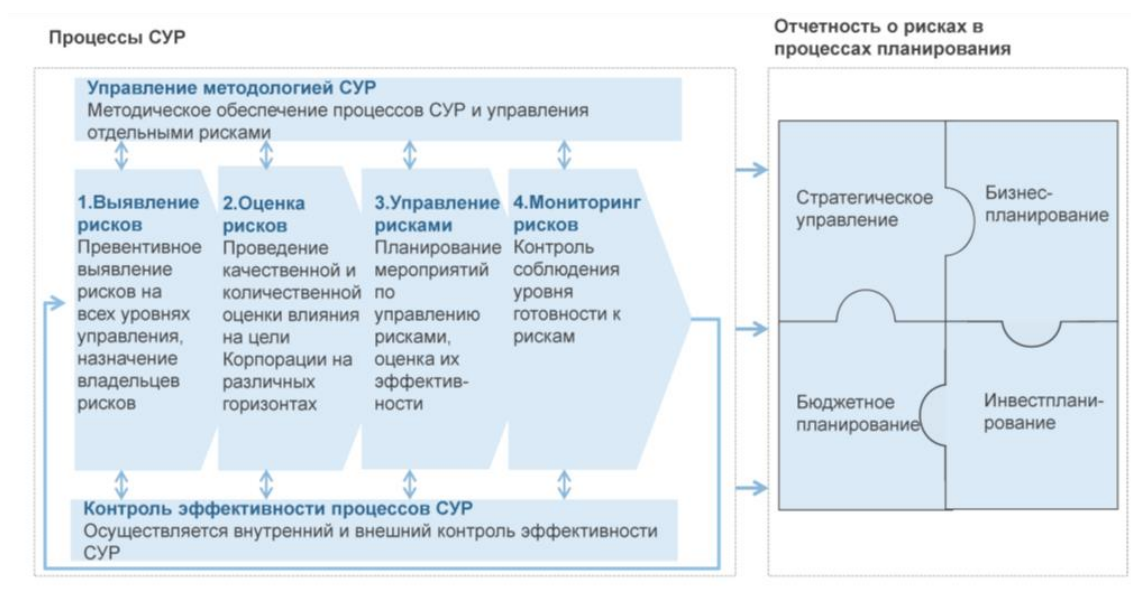 Процессы СУР
Управление методологией СУР
Методическое обеспечение процессов СУР и управления
отдельными рисками
1.Выявление
рисков
Превентивное
выявление
рисков на
всех уровнях
управления,
назначение
владельцев
рисков
2.Оценка
рисков
Проведение
качественной и
количественной
оценки влияния
на цели
Корпорации на
различных
горизонтах
3.Управление
рисками
Планирование
мероприятий
по
управлению
рисками,
оценка их
эффектив-
ности
4.Мониторинг
рисков
Контроль
соблюдения
уровня
готовности к
рискам
Контроль эффективности процессов СУР
Осуществляется внутренний и внешний контроль эффективности
СУР
Отчетность о рисках в
процессах планирования
Стратегическое
управление
Бизнес-
планирование
Бюджетное
планирование
Инвестплани-
рование